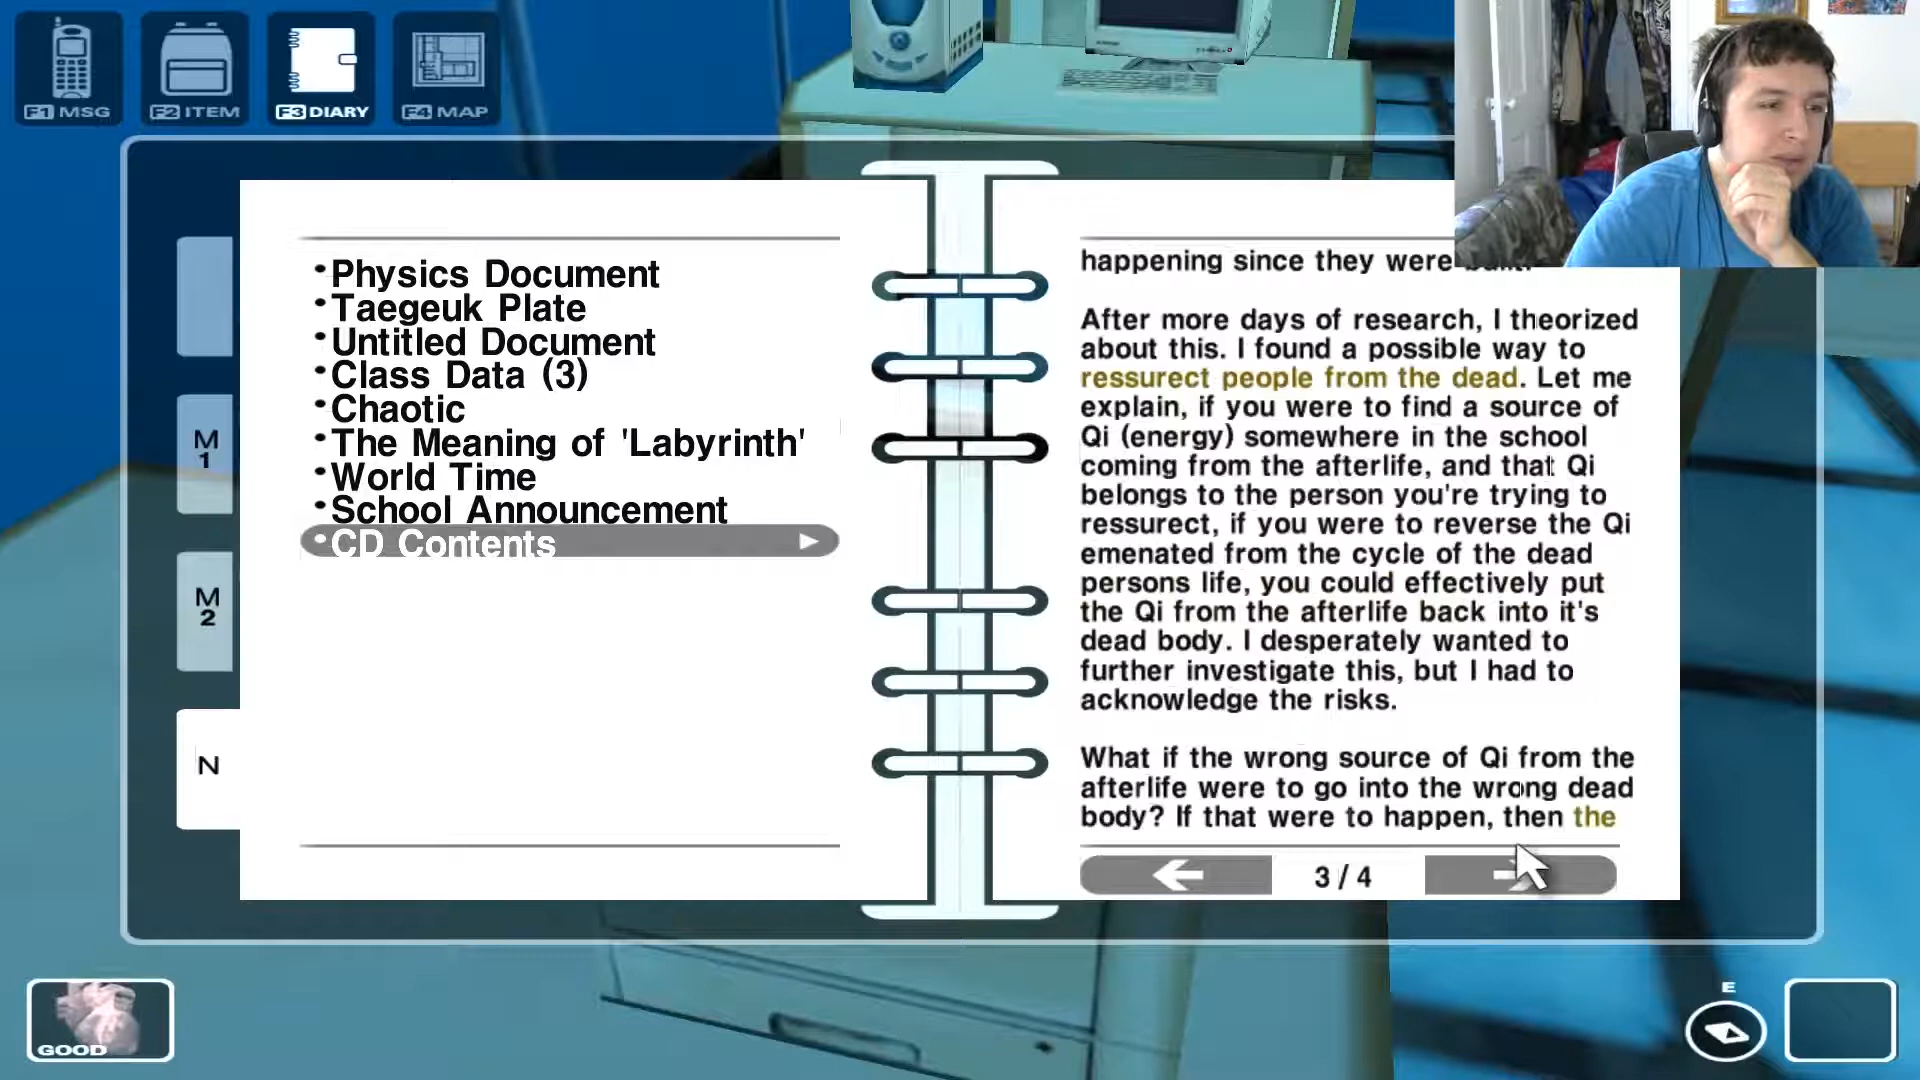 F1 MSG
F2 ITEM
F3 DIARY
F4 MAP
M
1
M
2
N
Physics Document
Taegeuk Plate
Untitled Document
Class Data (3)
Chaotic
The Meaning of 'Labyrinth'
World Time
School Announcement
CD Contents
happening since they were
After more days of research, I theorized
about this. I found a possible way to
ressurect people from the dead. Let me
explain, if you were to find a source of
Qi (energy) somewhere in the school
coming from the afterlife, and that Qi
belongs to the person you're trying to
ressurect, if you were to reverse the Qi
emenated from the cycle of the dead
persons life, you could effectively put
the Qi from the afterlife back into it's
dead body. I desperately wanted to
further investigate this, but I had to
acknowledge the risks.
What if the wrong source of Qi from the
afterlife were to go into the wrong dead
body? If that were to happen, then the
3 / 4
GOOD
E